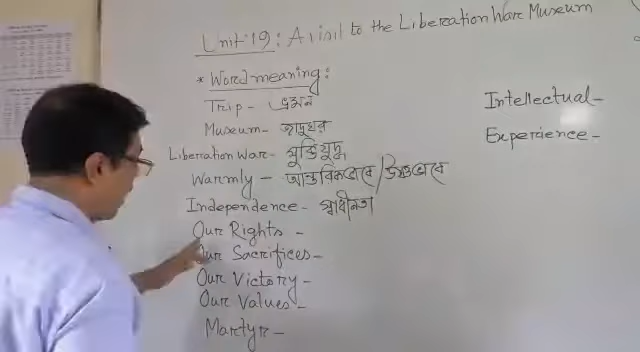 Unit-19: A visit to the Liberation War Museum
* Word meaning:
Trip - ভ্রমন
Museum - জাদুঘর
Liberation War - মুক্তিযুদ্ধ
Warmly - আন্তরিকভাবে/উষ্ণভাবে
Independence - স্বাধীনতা
Our Rights -
Our Sacrifices -
Our Victory -
Our Values -
Martyr -
Intellectual -
Experience -